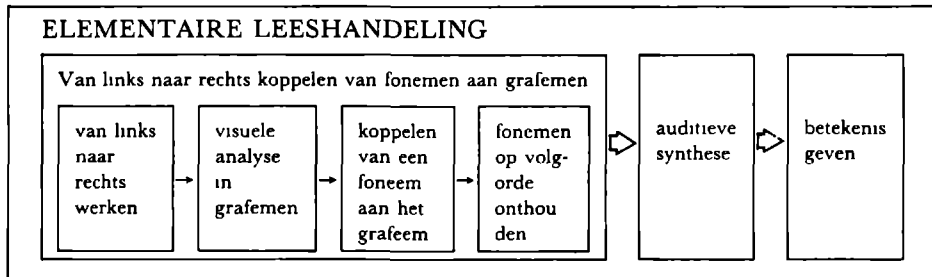 ELEMENTAIRE LEESHANDELING
Van links naar rechts koppelen van fonemen aan grafemen
van links
naar
rechts
werken
visuele
analyse
in
grafemen
koppelen
van een
foneem
aan het
grafeem
fonemen
op volg-
orde
onthou
den
auditieve
synthese
betekenis
geven